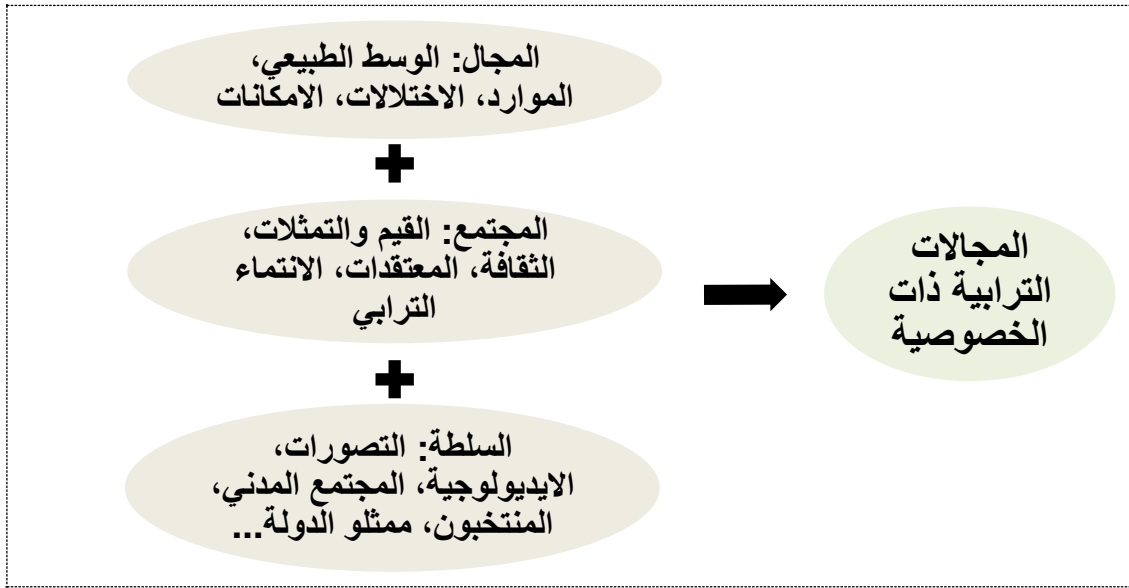 المجال: الوسط الطبيعي،
الموارد، الاختلالات، الامكانات
المجتمع: القيم والتمثلات،
الثقافة، المعتقدات، الانتماء
الترابي
السلطة: التصورات،
الايديولوجية، المجتمع المدني،
المنتخبون، ممثلو الدولة...
المجالات
الترابية ذات
الخصوصية